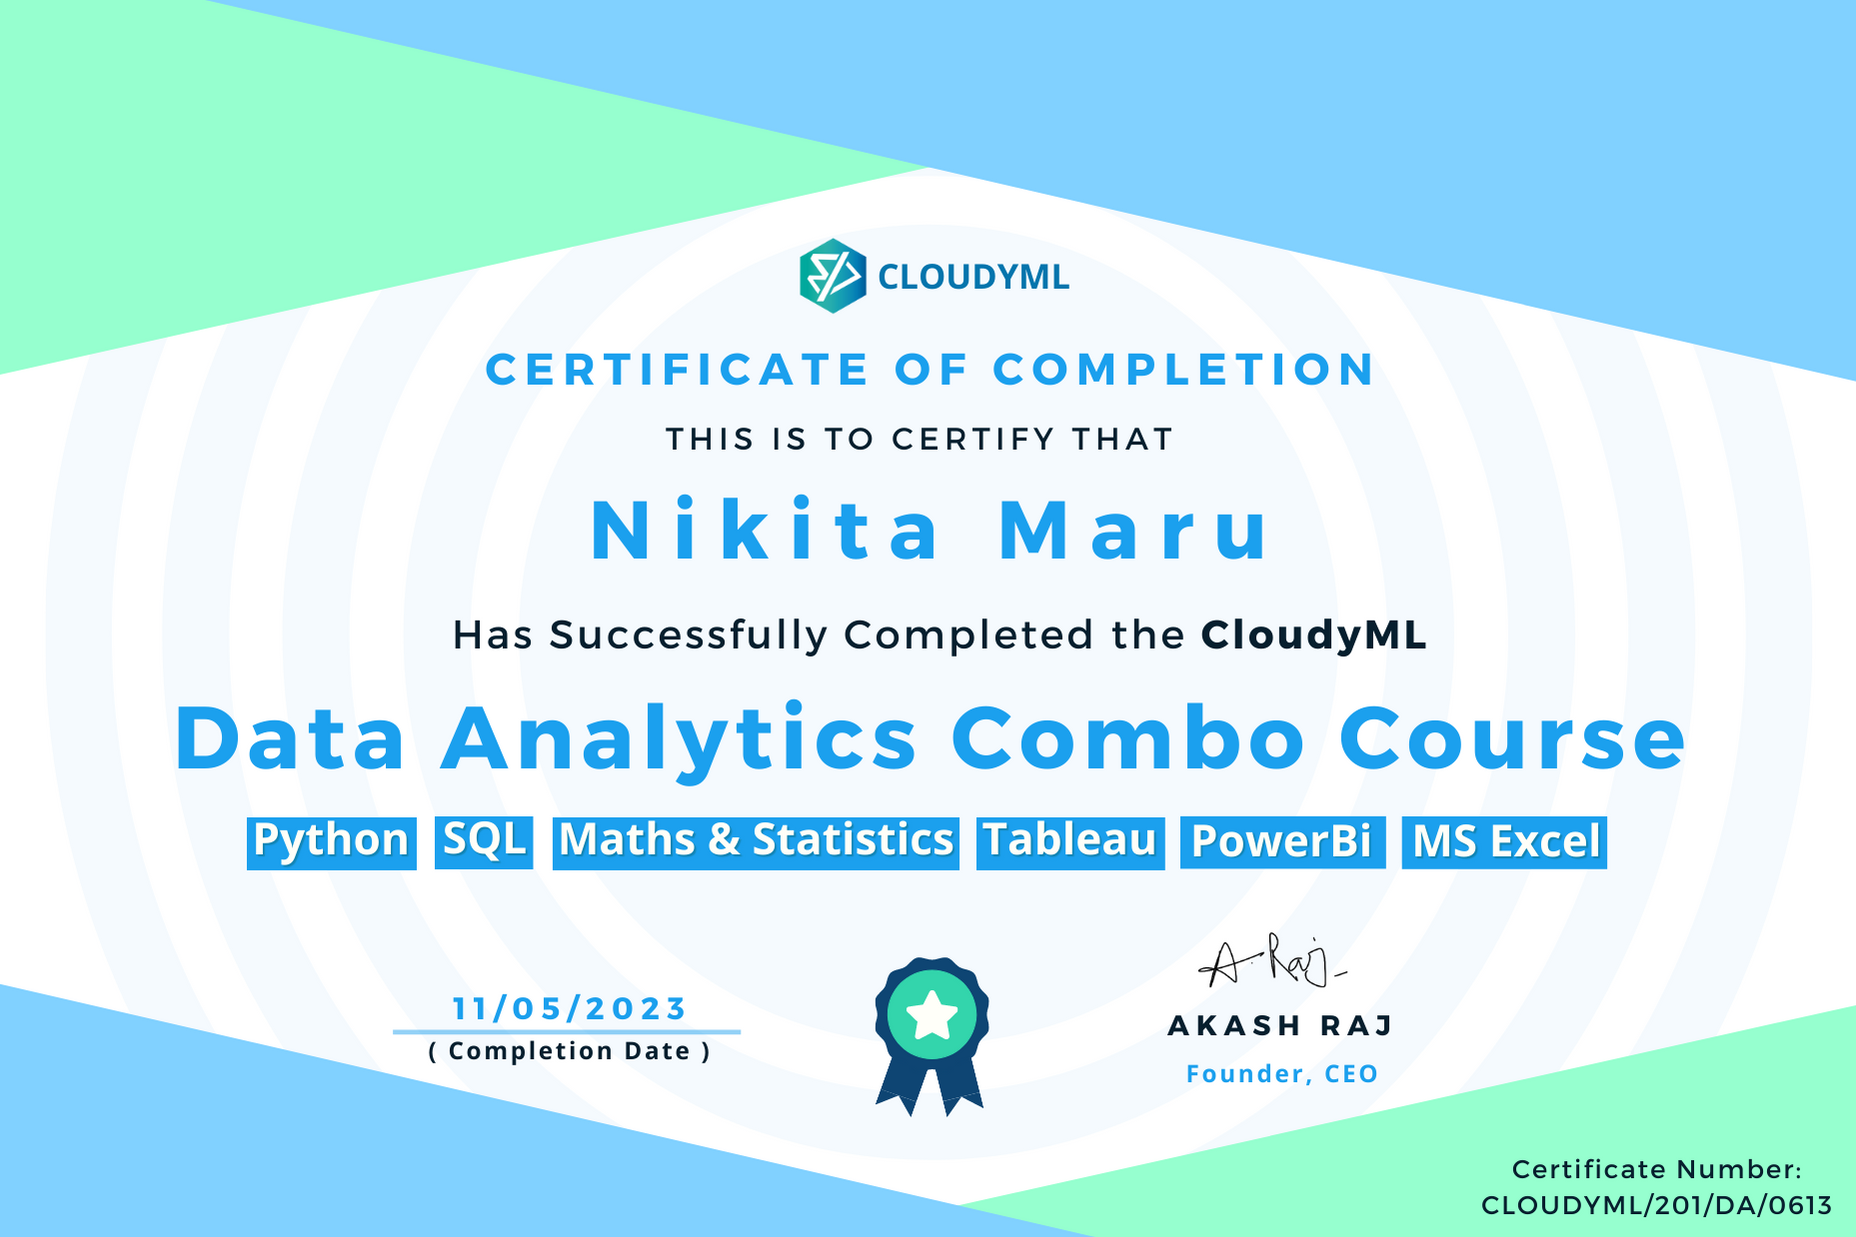 CLOUDYML
CERTIFICATE OF COMPLETION
THIS IS TO CERTIFY THAT
Nikita Maru
Has Successfully Completed the CloudyML
Data Analytics Combo Course
Python SQL Maths & Statistics Tableau PowerBi MS Excel
A. Raj
11/05/2023
( Completion Date )
AKASH RAJ
Founder, CEO
Certificate Number:
CLOUDYML/201/DA/0613